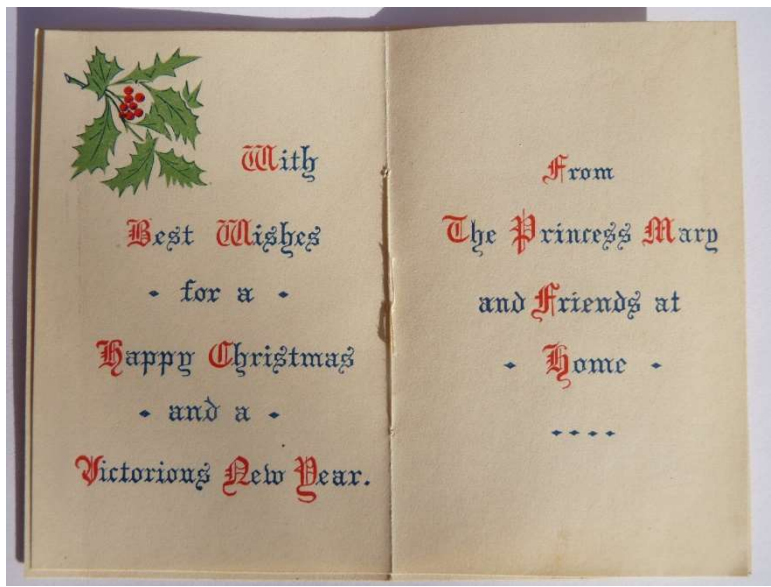 With
Best Wishes
for a
Happy Christmas
and a
Victorious New Year.
From
The Princess Mary
and Friends at
Home